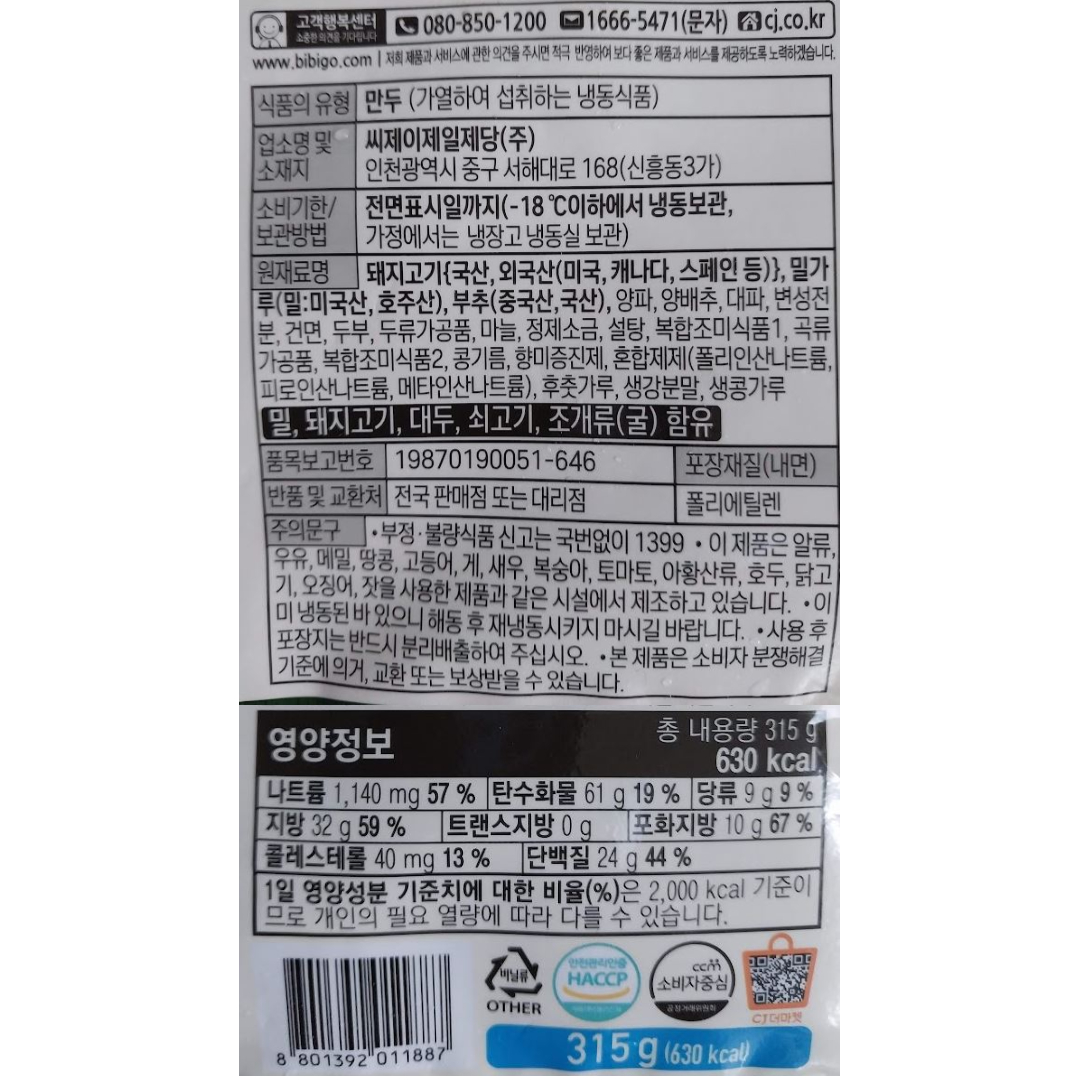 고객행복센터 080-850-1200 1666-5471(문자) cj.co.kr
소중한 의견을 기다립니다
www.bibigo.com | 저희 제품과 서비스에 관한 의견을 주시면 적극 반영하여 보다 좋은 제품과 서비스를 제공하도록 노력하겠습니다.
식품의 유형 만두 (가열하여 섭취하는 냉동식품)
업소명 및 씨제이제일제당(주)
소재지 인천광역시 중구 서해대로 168(신흥동3가)
소비기한/ 전면표시일까지(-18 ℃이하에서 냉동보관,
보관방법 가정에서는 냉장고 냉동실 보관)
원재료명 돼지고기{국산, 외국산(미국, 캐나다, 스페인 등)}, 밀가
루(밀:미국산, 호주산), 부추(중국산,국산), 양파, 양배추, 대파, 변성전
분, 건면, 두부, 두류가공품, 마늘, 정제소금, 설탕, 복합조미식품1, 곡류
가공품, 복합조미식품2, 콩기름, 향미증진제, 혼합제제(폴리인산나트륨,
피로인산나트륨, 메타인산나트륨), 후춧가루, 생강분말, 생콩가루
밀, 돼지고기, 대두, 쇠고기, 조개류(굴) 함유
품목보고번호 19870190051-646 포장재질(내면)
반품 및 교환처 전국 판매점 또는 대리점 폴리에틸렌
주의문구 •부정·불량식품 신고는 국번없이 1399 •이 제품은 알류,
우유, 메밀, 땅콩, 고등어, 게, 새우, 복숭아, 토마토, 아황산류, 호두, 닭고
기, 오징어, 잣을 사용한 제품과 같은 시설에서 제조하고 있습니다. •이
미 냉동된 바 있으니 해동 후 재냉동시키지 마시길 바랍니다. •사용 후
포장지는 반드시 분리배출하여 주십시오. •본 제품은 소비자 분쟁해결
기준에 의거, 교환 또는 보상받을 수 있습니다.
영양정보 총 내용량 315 g
630 kcal
나트륨 1,140 mg 57 % 탄수화물 61 g 19 % 당류 9 g 9 %
지방 32 g 59 % 트랜스지방 0 g 포화지방 10 g 67 %
콜레스테롤 40 mg 13 % 단백질 24 g 44 %
1일 영양성분 기준치에 대한 비율(%)은 2,000 kcal 기준이
므로 개인의 필요 열량에 따라 다를 수 있습니다.
비닐류
OTHER
안전관리인증
HACCP
ccm
소비자중심
공정거래위원회
CJ더마켓
8 801392 011887
315 g (630 kcal)